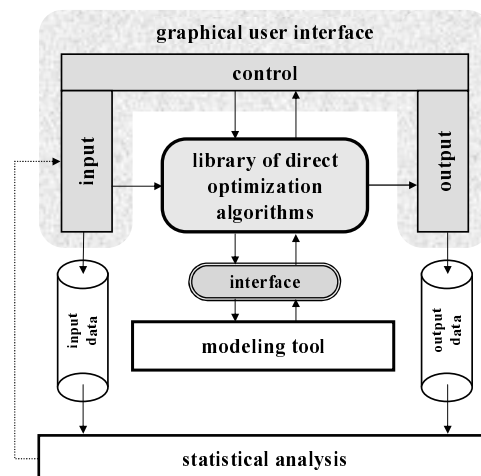 graphical user interface
control
input
library of direct
optimization
algorithms
output
interface
input
data
modeling tool
output
data
statistical analysis